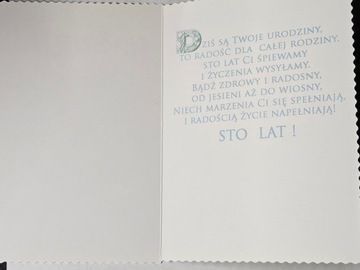 DZIŚ SĄ TWOJE URODZINY,
TO RADOŚĆ DLA CAŁEJ RODZINY,
STO LAT CI ŚPIEWAMY
I ŻYCZENIA WYSYŁAMY.
BĄDŹ ZDROWY I RADOSNY,
OD JESIENI AŻ DO WIOSNY,
NIECH MARZENIA CI SIĘ SPEŁNIAJĄ,
I RADOŚCIĄ ŻYCIE NAPEŁNIAJĄ!
STO LAT !